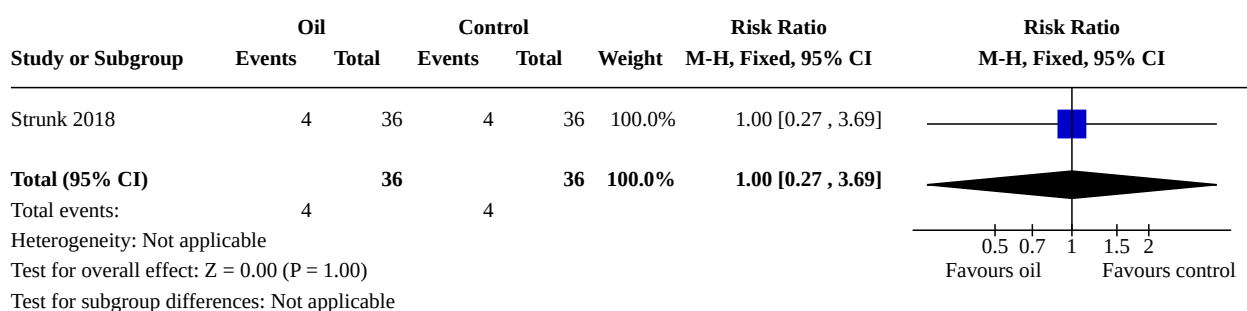 Oil Control Risk Ratio Risk Ratio
Study or Subgroup Events Total Events Total Weight M-H, Fixed, 95% CI M-H, Fixed, 95% CI
Strunk 2018 4 36 4 36 100.0% 1.00 [0.27 , 3.69]
Total (95% CI) 36 36 100.0% 1.00 [0.27 , 3.69]
Total events: 4 4
Heterogeneity: Not applicable 0.5 0.7 1 1.5 2
Test for overall effect: Z = 0.00 (P = 1.00) Favours oil Favours control
Test for subgroup differences: Not applicable